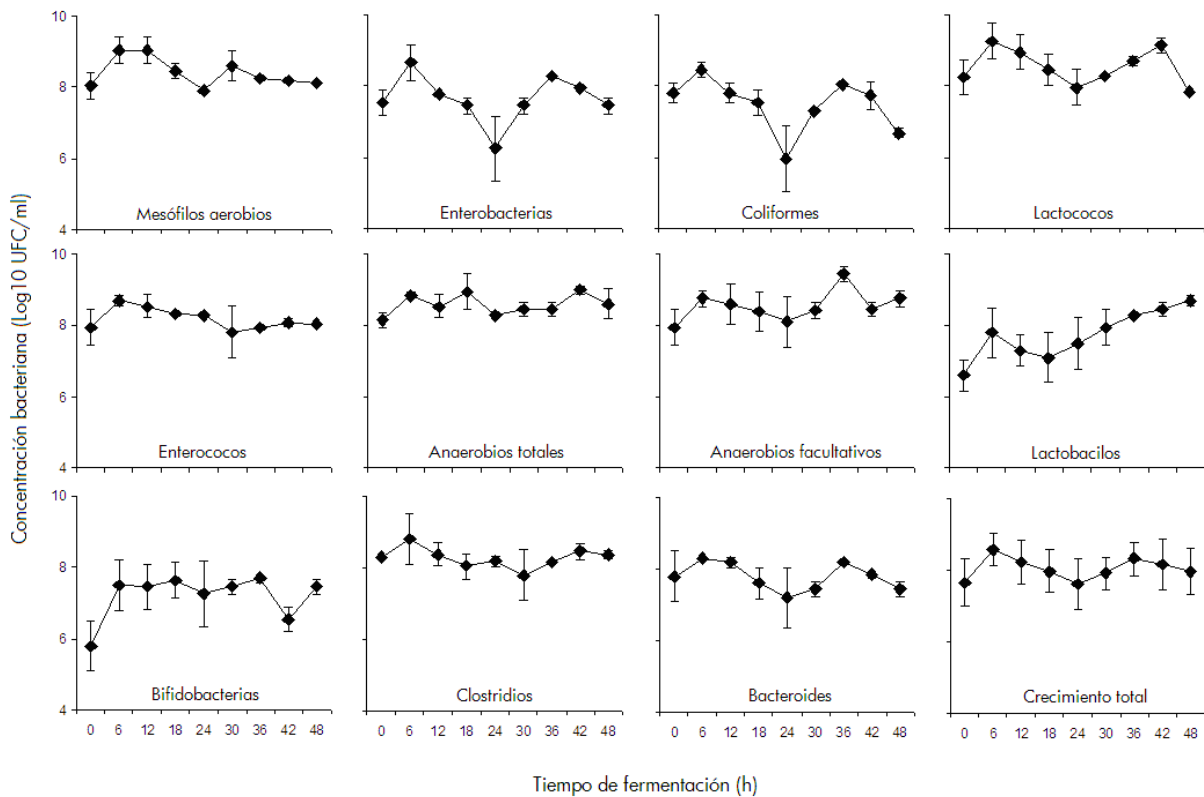 10
8
6
4
Mesófilos aerobios
Enterobacterias
Coliformes
Lactococos
Concentración bacteriana (Log10 UFC/ml)
10
8
6
4
Enterococos
Anaerobios totales
Anaerobios facultativos
Lactobacilos
10
8
6
4
Bifidobacterias
Clostridios
Bacteroides
Crecimiento total
0 6 12 18 24 30 36 42 48
0 6 12 18 24 30 36 42 48
0 6 12 18 24 30 36 42 48
0 6 12 18 24 30 36 42 48
Tiempo de fermentación (h)